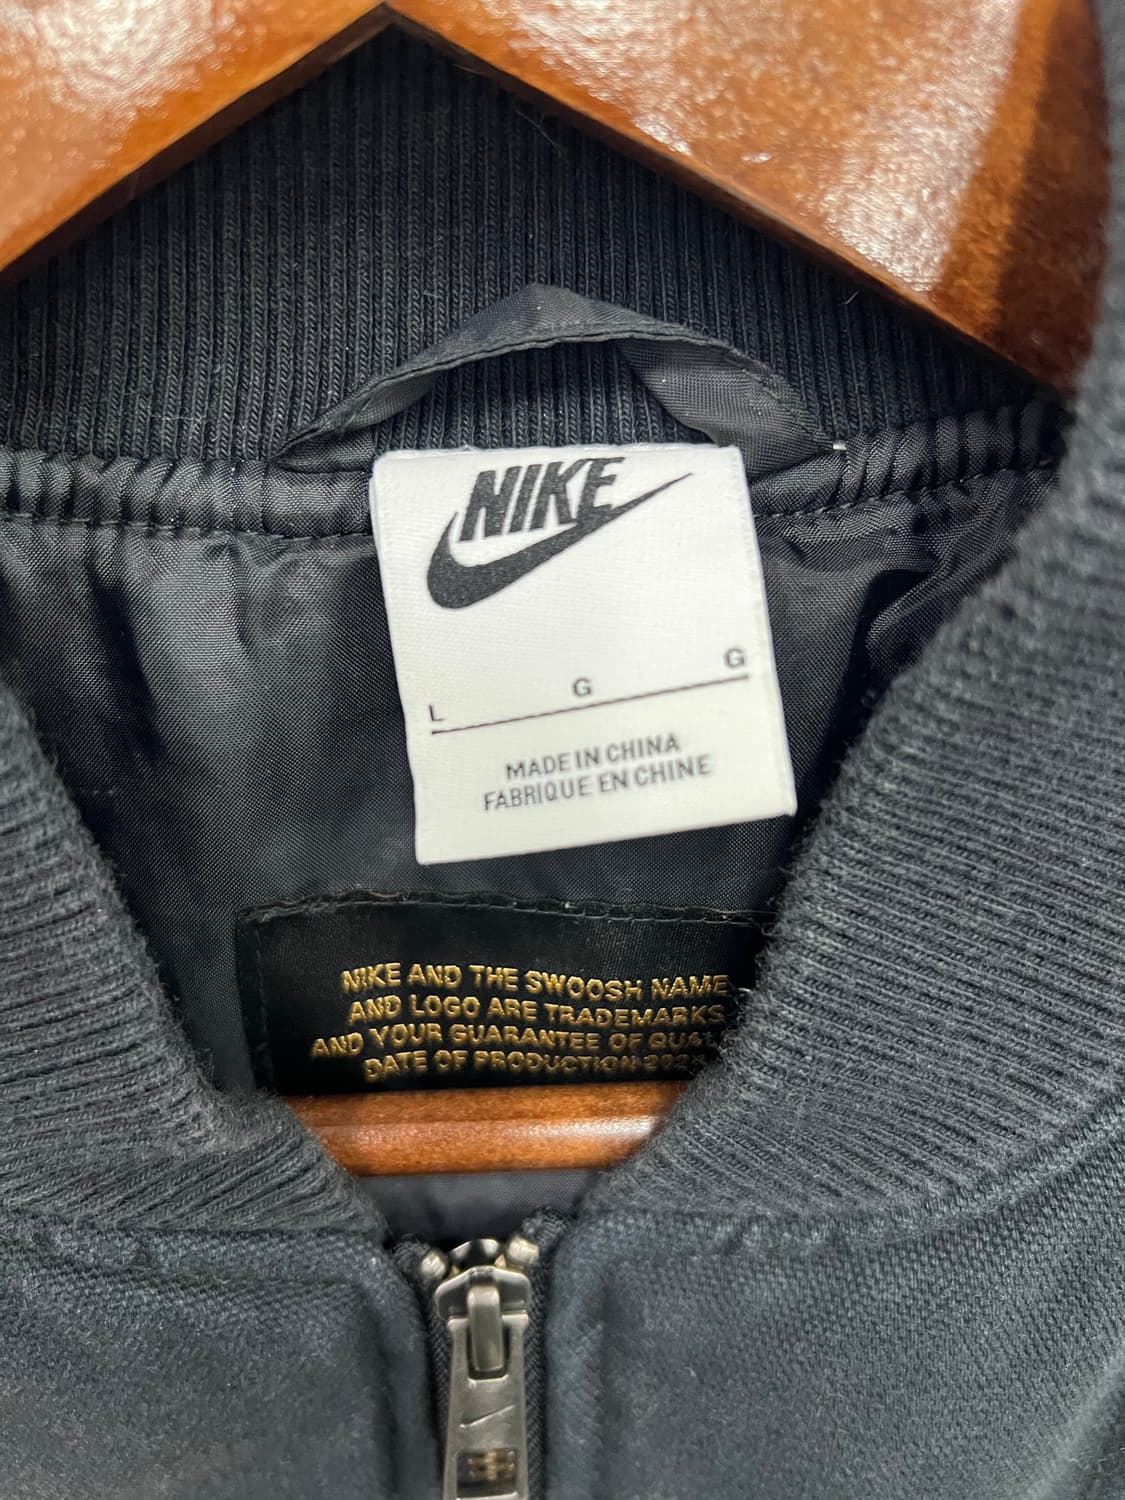 NIKE
L G G
MADE IN CHINA
FABRIQUE EN CHINE
NIKE AND THE SWOOSH NAME
AND LOGO ARE TRADEMARKS
AND YOUR GUARANTEE OF
DATE OF PRODUCTION